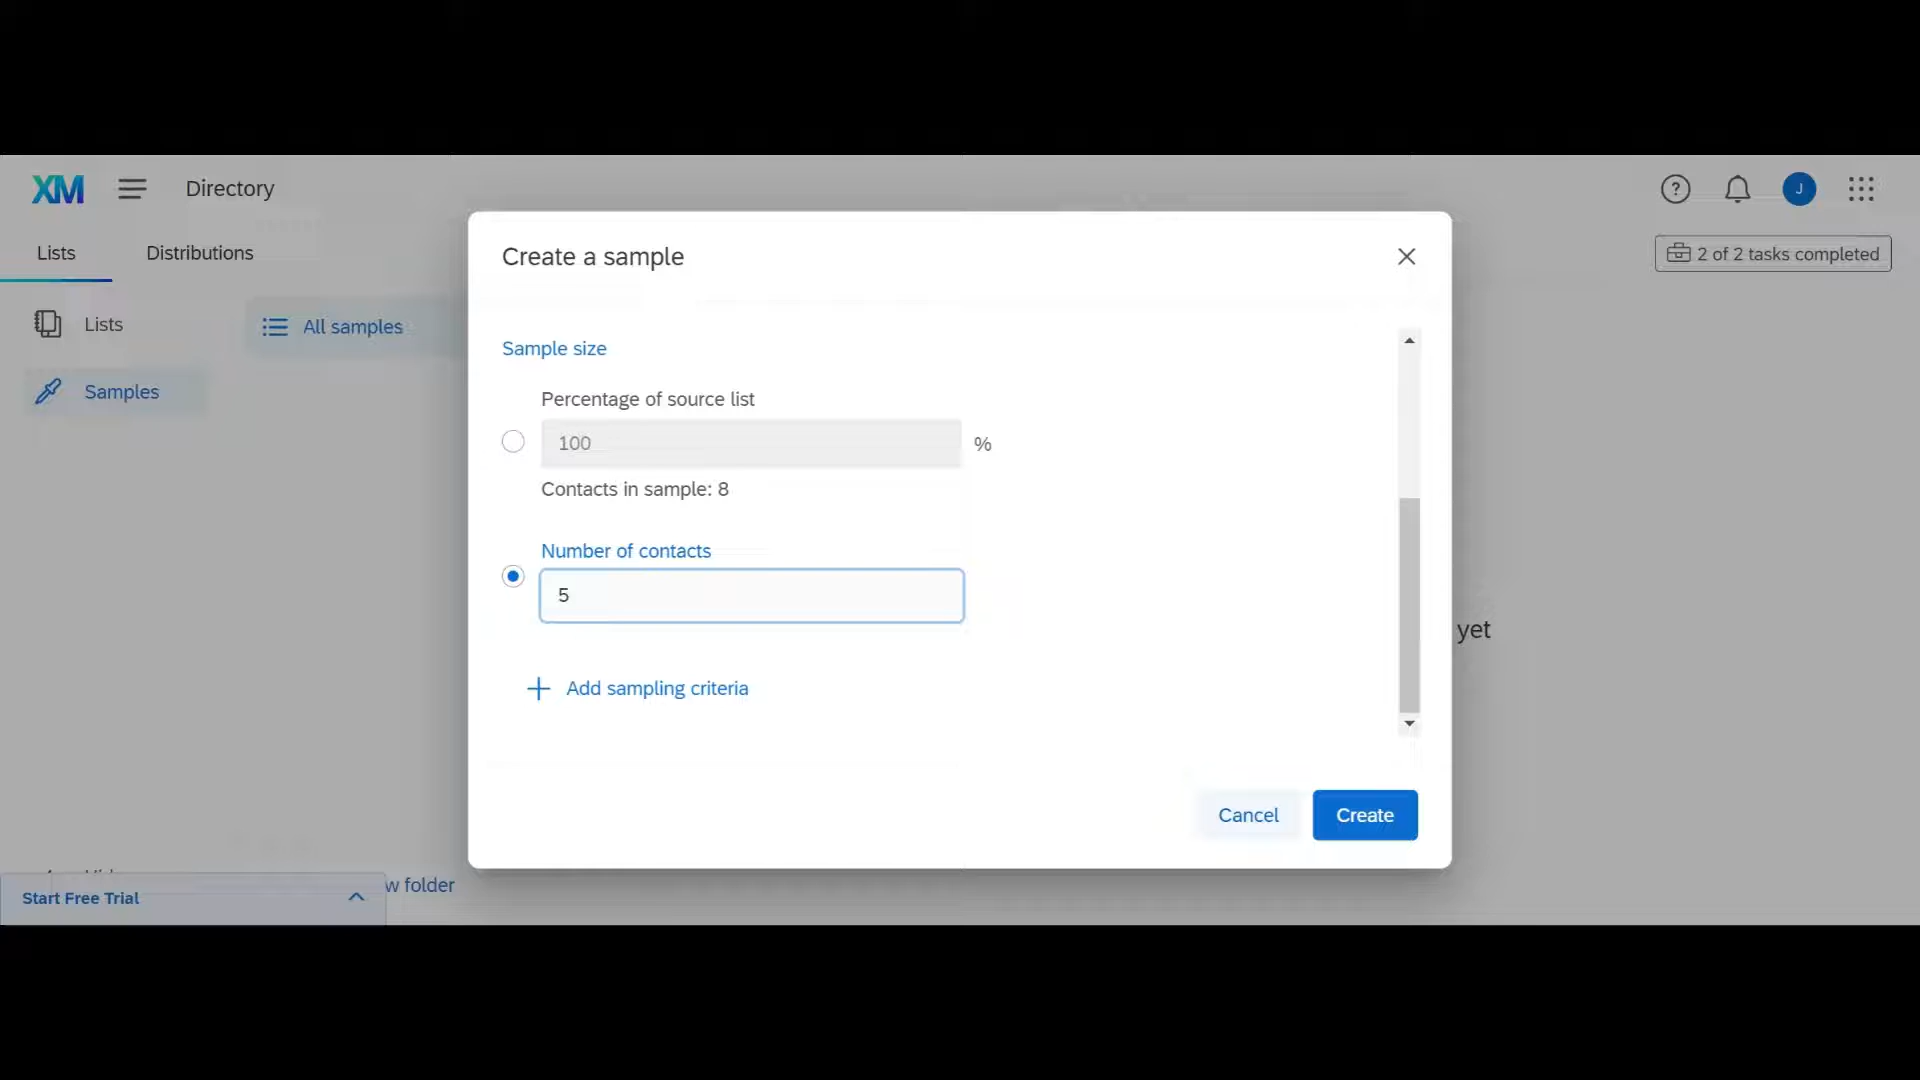 XM
Directory
?
J
Lists
Distributions
2 of 2 tasks completed
Lists
All samples
Samples
Create a sample
Sample size
Percentage of source list
100
%
Contacts in sample: 8
Number of contacts
5
yet
Add sampling criteria
Cancel
Create
w folder
Start Free Trial